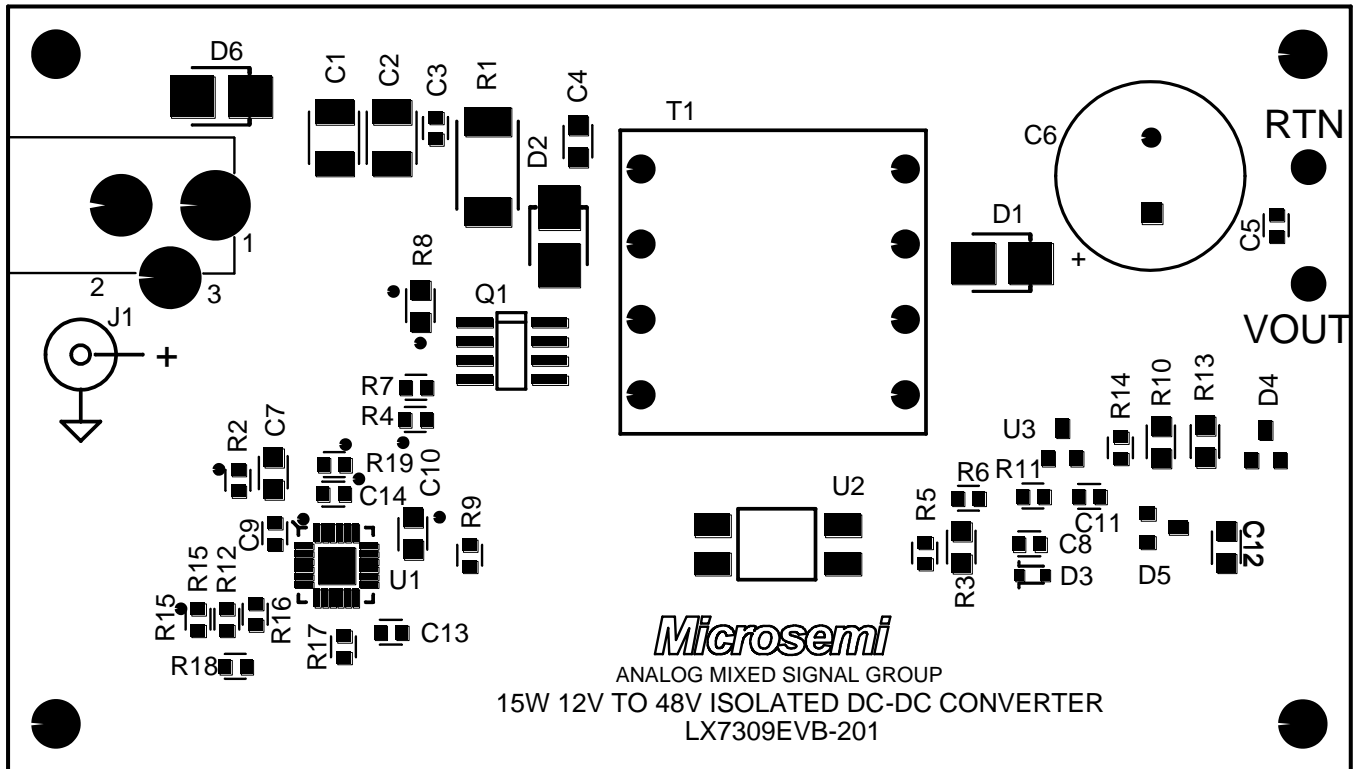 D6
C1
C2
C3
R1
C4
D2
T1
C6
RTN
C5
D1
+
VOUT
1
2
3
J1
+
R8
Q1
R7
R4
R2
C7
R19
C14
C10
R9
C9
U1
R15
R12
R15
R16
R18
R17
C13
U2
U3
R14
R10
R13
D4
R6
R11
R5
C11
C8
R3
D3
D5
C12
Microsemi
ANALOG MIXED SIGNAL GROUP
15W 12V TO 48V ISOLATED DC-DC CONVERTER
LX7309EVB-201